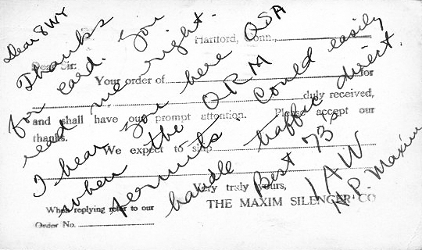 Dear 8WY
Thanks
for card. You
read me right.
I hear you here QSA
when the QRM
permits. Could easily
handle traffic direct.
Best 73s
1AW
H.P. Maxim
Hartford, Conn.,
Dear Sir:
Your order of for
duly received,
and shall have our prompt attention. Please accept our
thanks.
We expect to ship
Very truly yours,
THE MAXIM SILENCER CO
When replying refer to our
Order No.